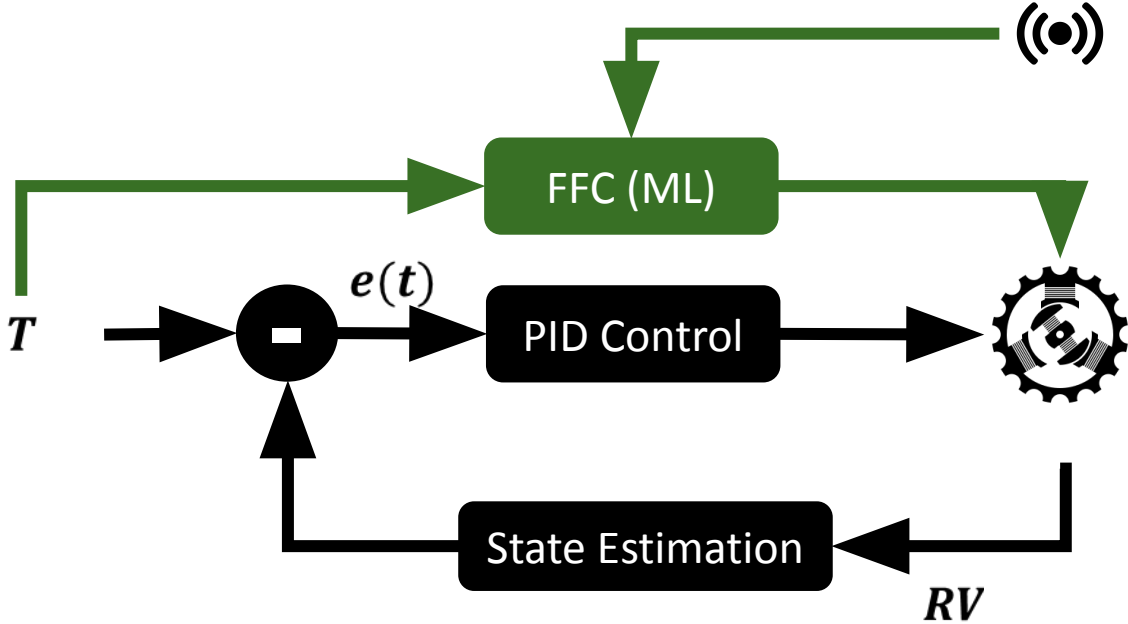 FFC (ML)
e(t)
T
PID Control
State Estimation
RV